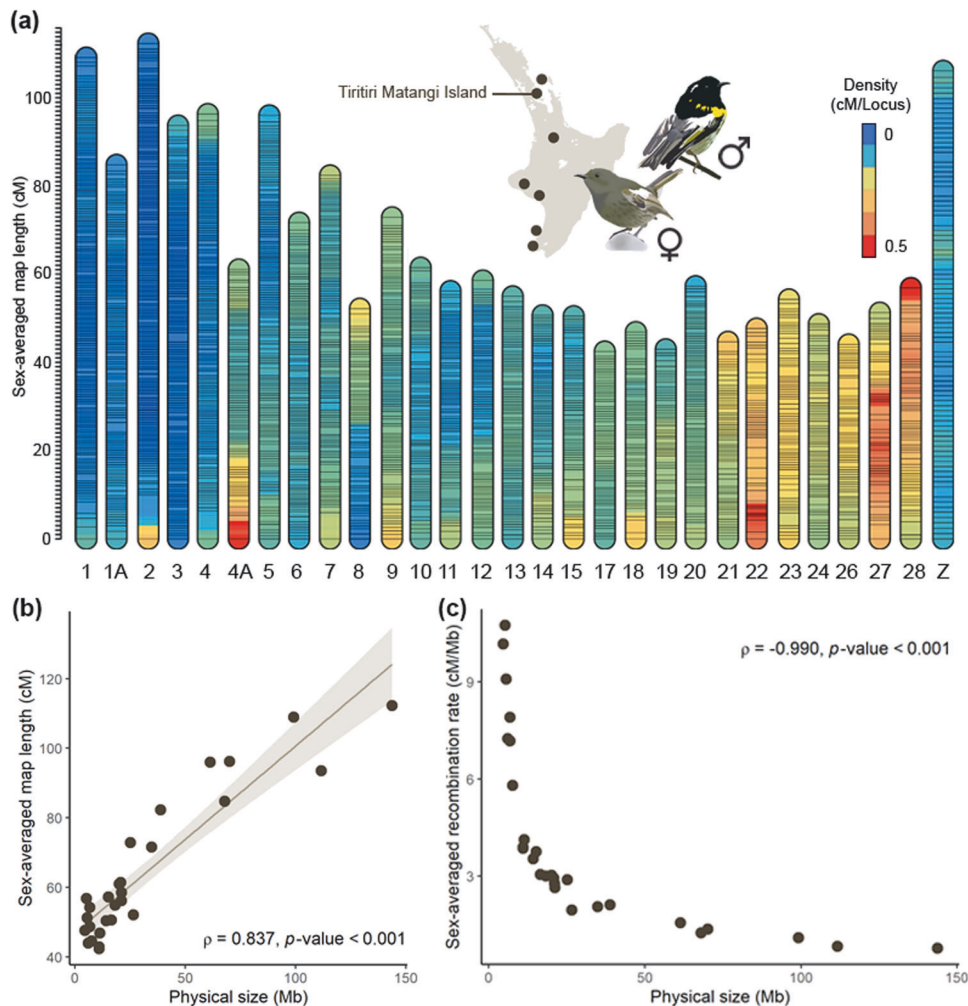 (a)
Sex-averaged map length (cM)
100
80
60
40
20
0
Tiritiri Matangi Island
♂
♀
Density
(cM/Locus)
0
0.5
1 1A 2 3 4 4A 5 6 7 8 9 10 11 12 13 14 15 17 18 19 20 21 22 23 24 26 27 28 Z
(b)
Sex-averaged map length (cM)
120
100
80
60
40
ρ = 0.837, p-value < 0.001
0 50 100 150
Physical size (Mb)
(c)
Sex-averaged recombination rate (cM/Mb)
9
6
3
ρ = -0.990, p-value < 0.001
0 50 100 150
Physical size (Mb)